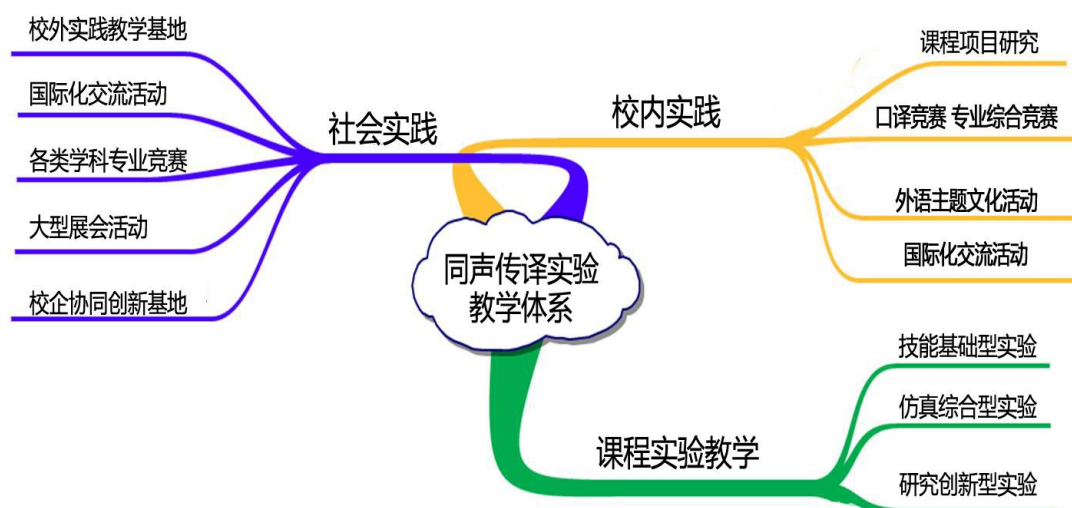 同声传译实验
教学体系
社会实践
校外实践教学基地
国际化交流活动
各类学科专业竞赛
大型展会活动
校企协同创新基地
校内实践
课程项目研究
口译竞赛 专业综合竞赛
外语主题文化活动
国际化交流活动
课程实验教学
技能基础型实验
仿真综合型实验
研究创新型实验